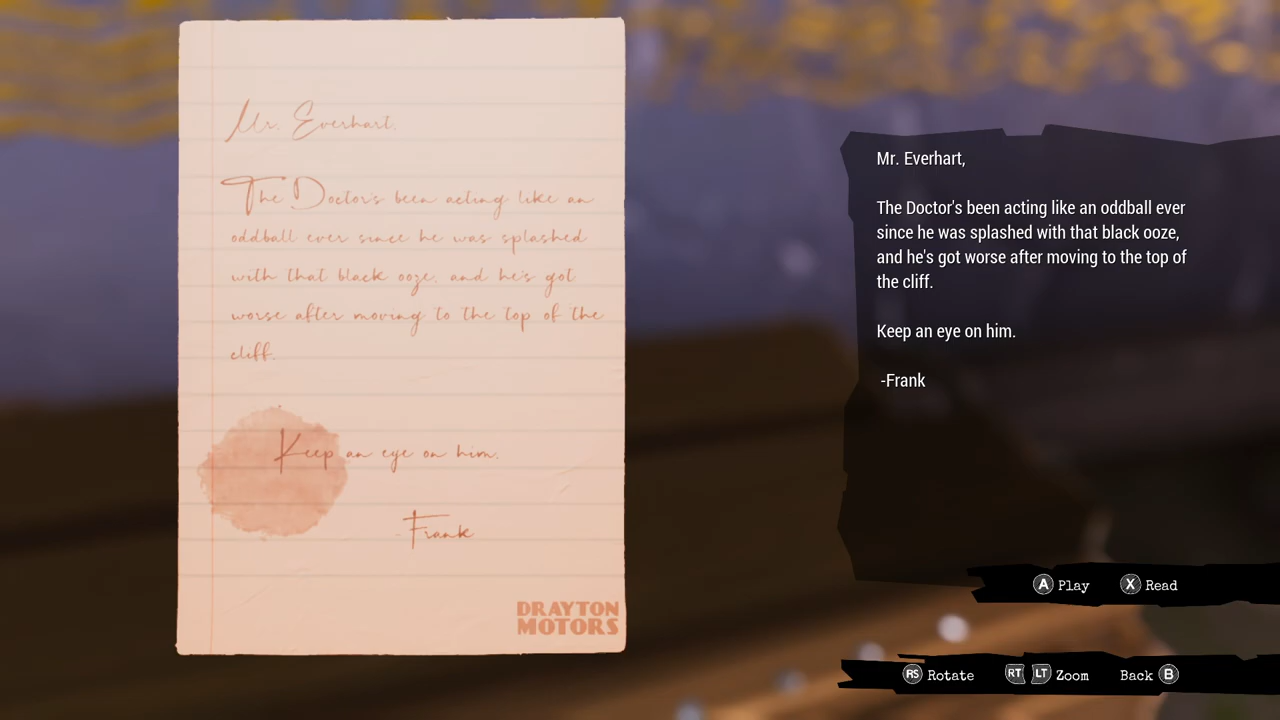 Mr. Everhart,
The Doctor's been acting like an
oddball ever since he was splashed
with that black ooze, and he's got
worse after moving to the top of the
cliff.
Keep an eye on him.
-Frank
DRAYTON
MOTORS
Mr. Everhart,
The Doctor's been acting like an oddball ever
since he was splashed with that black ooze,
and he's got worse after moving to the top of
the cliff.
Keep an eye on him.
-Frank
A Play X Read
RS Rotate RT LT Zoom Back B